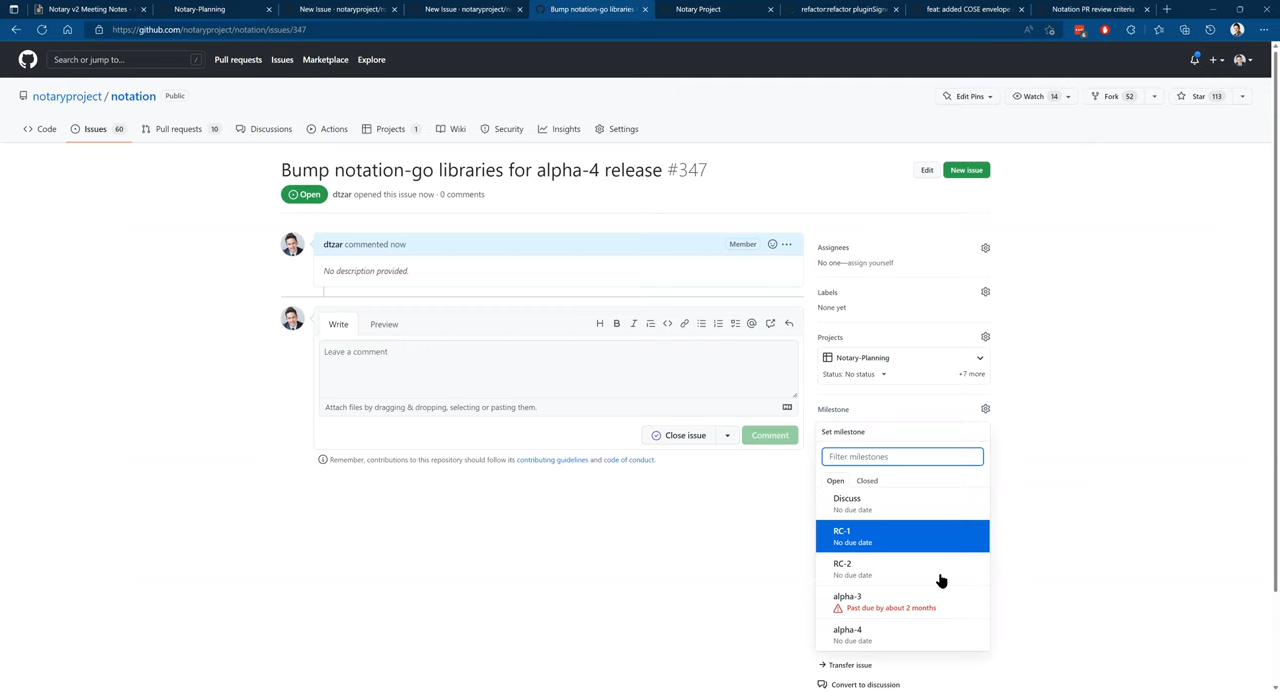 Notary v2 Meeting Notes -
Notary-Planning
New Issue · notaryproject/no
New Issue · notaryproject/no
Bump notation-go libraries
Notary Project
refactor:refactor pluginSign
feat: added COSE envelope
Notation PR review criteria
https://github.com/notaryproject/notation/issues/347
Search or jump to...
/
Pull requests
Issues
Marketplace
Explore
notaryproject / notation
Public
Edit Pins
Watch 14
Fork 52
Star 113
Code
Issues 60
Pull requests 10
Discussions
Actions
Projects 1
Wiki
Security
Insights
Settings
Bump notation-go libraries for alpha-4 release #347
Edit
New issue
Open
dtzar opened this issue now · 0 comments
dtzar commented now
Member
No description provided.
Write
Preview
Leave a comment
Attach files by dragging & dropping, selecting or pasting them.
Close issue
Comment
Remember, contributions to this repository should follow its contributing guidelines and code of conduct.
Assignees
No one—assign yourself
Labels
None yet
Projects
Notary-Planning
Status: No status
+7 more
Milestone
Set milestone
Filter milestones
Open
Closed
Discuss
No due date
RC-1
No due date
RC-2
No due date
alpha-3
Past due by about 2 months
alpha-4
No due date
Transfer issue
Convert to discussion